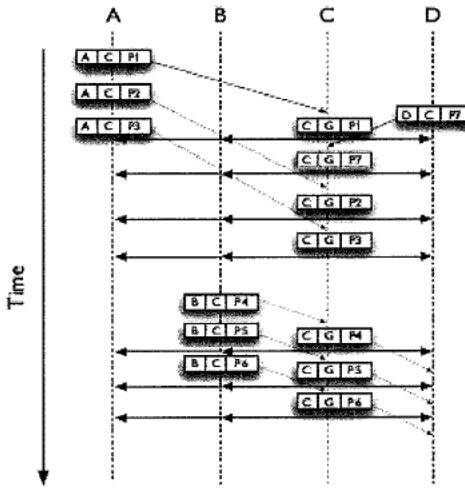 A B C D
A C P1
A C P2
A C P3
C G P1
D C P7
C G P7
C G P2
C G P3
B C P4
B C P5
B C P6
C G P4
C G P5
C G P6
Time